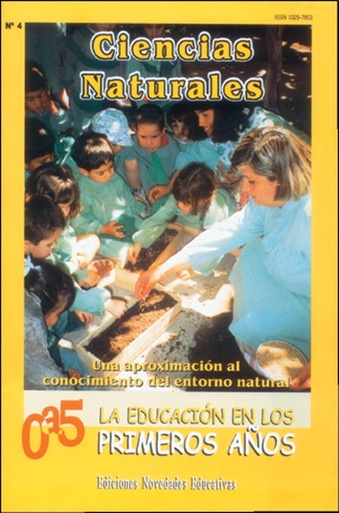 Nº 4
ISSN 0329-7803
Ciencias
Naturales
Una aproximación al
conocimiento del entorno natural
0a5
LA EDUCACIÓN EN LOS
PRIMEROS AÑOS
Ediciones Novedades Educativas